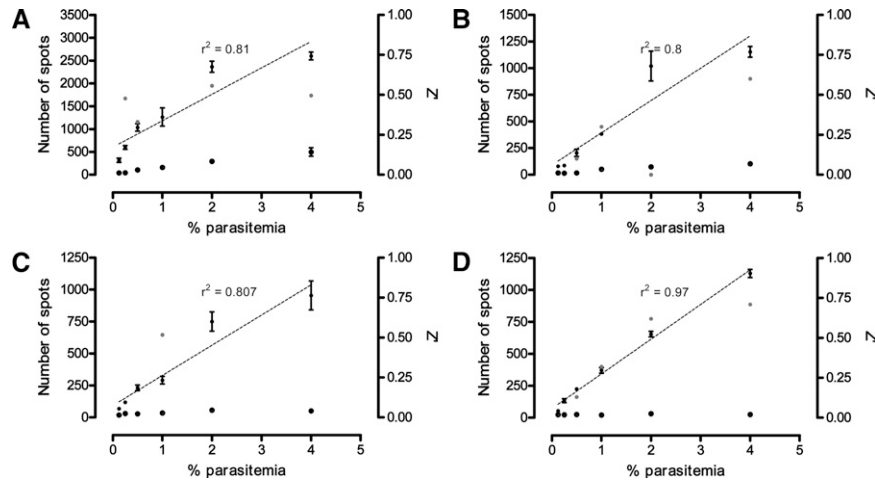 A
r² = 0.81
Number of spots
3500
3000
2500
2000
1500
1000
500
0
1.00
0.75
0.50
0.25
0.00
Z
0 1 2 3 4 5
% parasitemia
B
r² = 0.8
Number of spots
1500
1250
1000
750
500
250
0
1.00
0.75
0.50
0.25
0.00
Z
0 1 2 3 4 5
% parasitemia
C
r² = 0.807
Number of spots
1250
1000
750
500
250
0
1.00
0.75
0.50
0.25
0.00
Z
0 1 2 3 4 5
% parasitemia
D
r² = 0.97
Number of spots
1250
1000
750
500
250
0
1.00
0.75
0.50
0.25
0.00
Z
0 1 2 3 4 5
% parasitemia